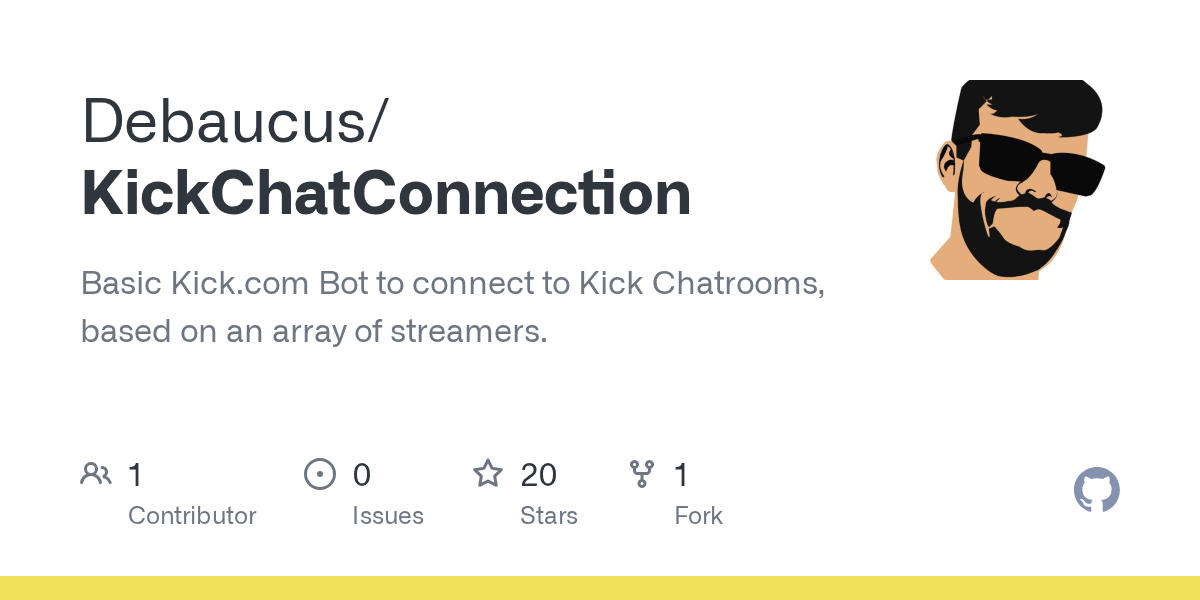 Debaucus/
KickChatConnection
Basic Kick.com Bot to connect to Kick Chatrooms,
based on an array of streamers.
1
Contributor
0
Issues
20
Stars
1
Fork